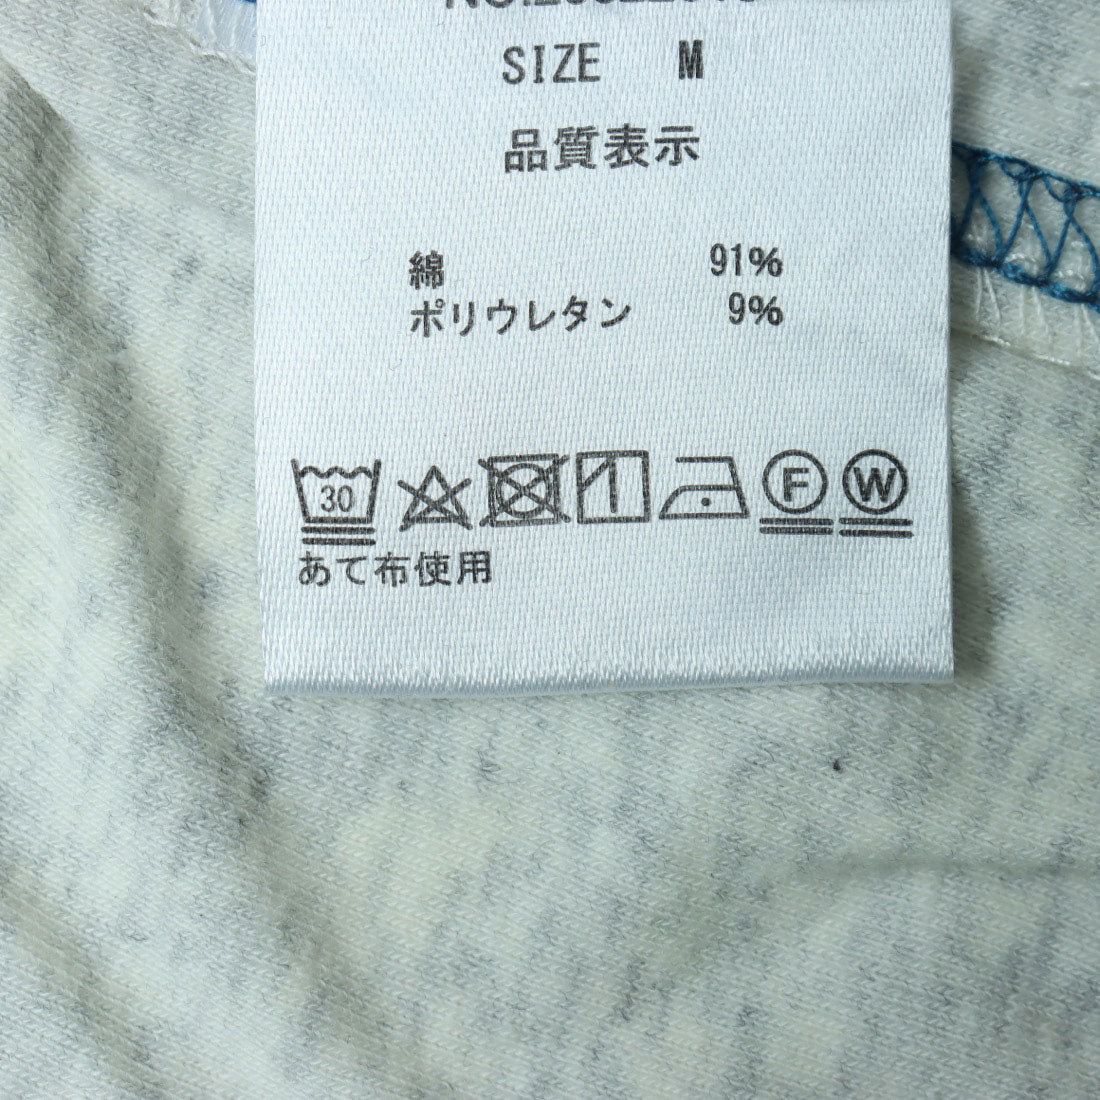 SIZE M
品質表示
綿 91%
ポリウレタン 9%
30 F W
あて布使用